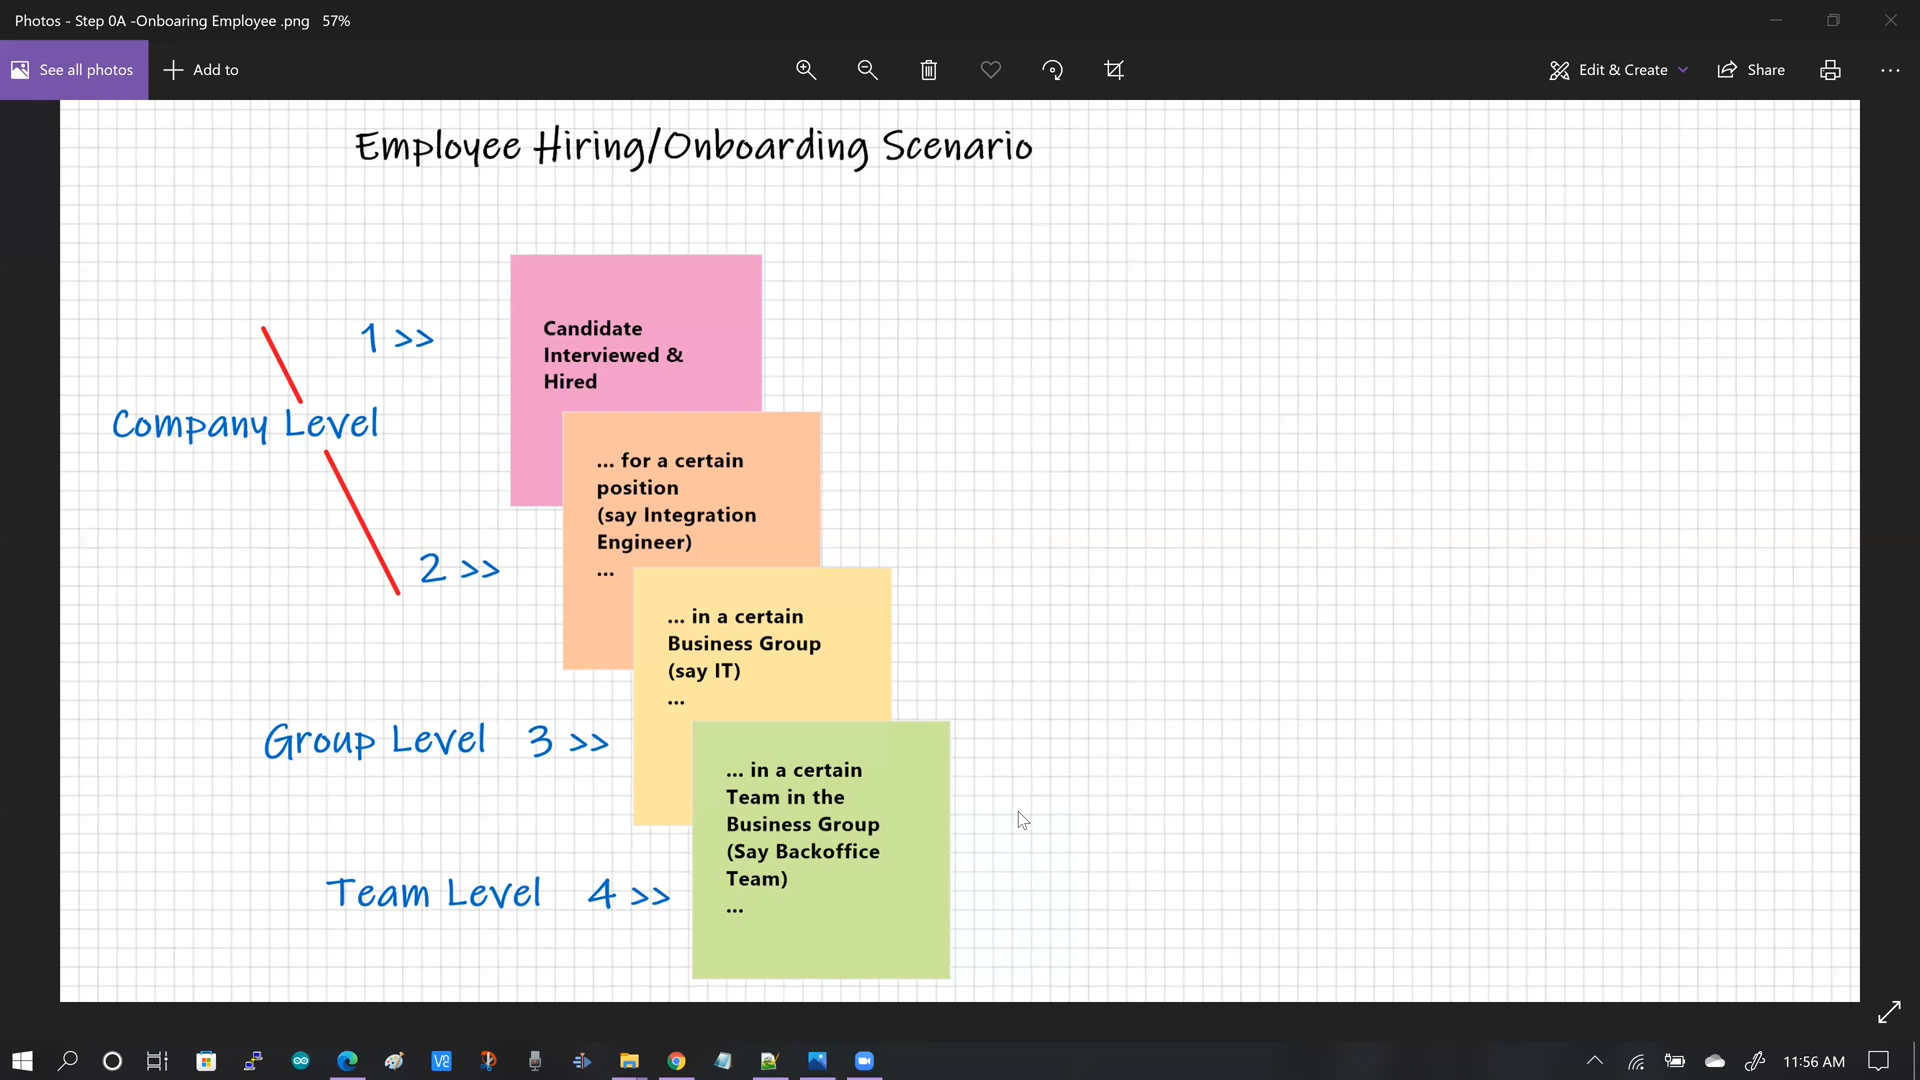 Photos - Step 0A -Onboaring Employee .png 57%
See all photos
Add to
Edit & Create
Share
Employee Hiring/Onboarding Scenario
1 >>
Candidate
Interviewed &
Hired
Company Level
... for a certain
position
(say Integration
Engineer)
...
2 >>
... in a certain
Business Group
(say IT)
...
Group Level 3 >>
... in a certain
Team in the
Business Group
(Say Backoffice
Team)
...
Team Level 4 >>
11:56 AM